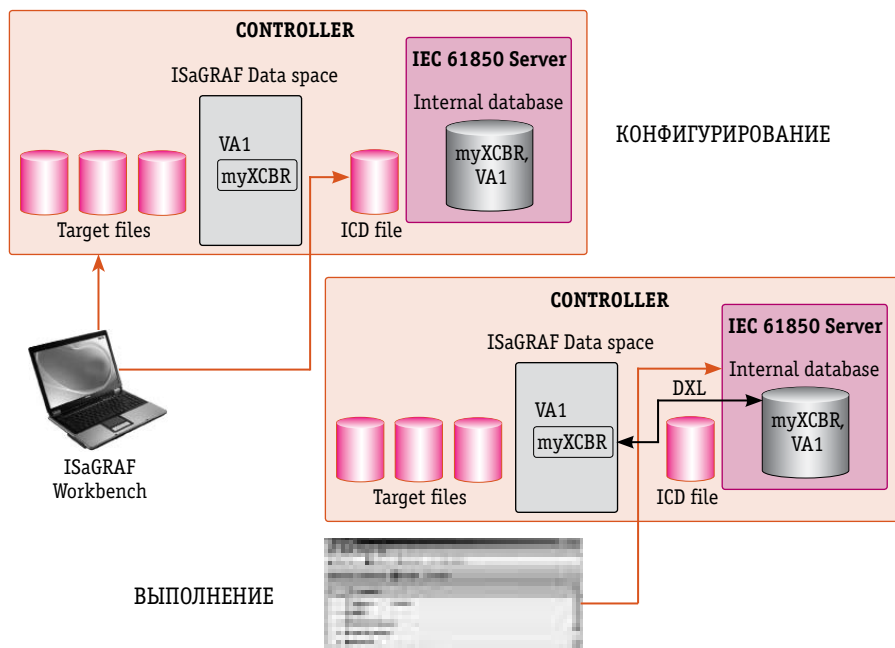 CONTROLLER
IEC 61850 Server
ISaGRAF Data space
Internal database
VA1
myXCBR
myXCBR,
VA1
Target files
ICD file
КОНФИГУРИРОВАНИЕ
ISaGRAF
Workbench
CONTROLLER
IEC 61850 Server
ISaGRAF Data space
Internal database
DXL
VA1
myXCBR
myXCBR,
VA1
Target files
ICD file
ВЫПОЛНЕНИЕ